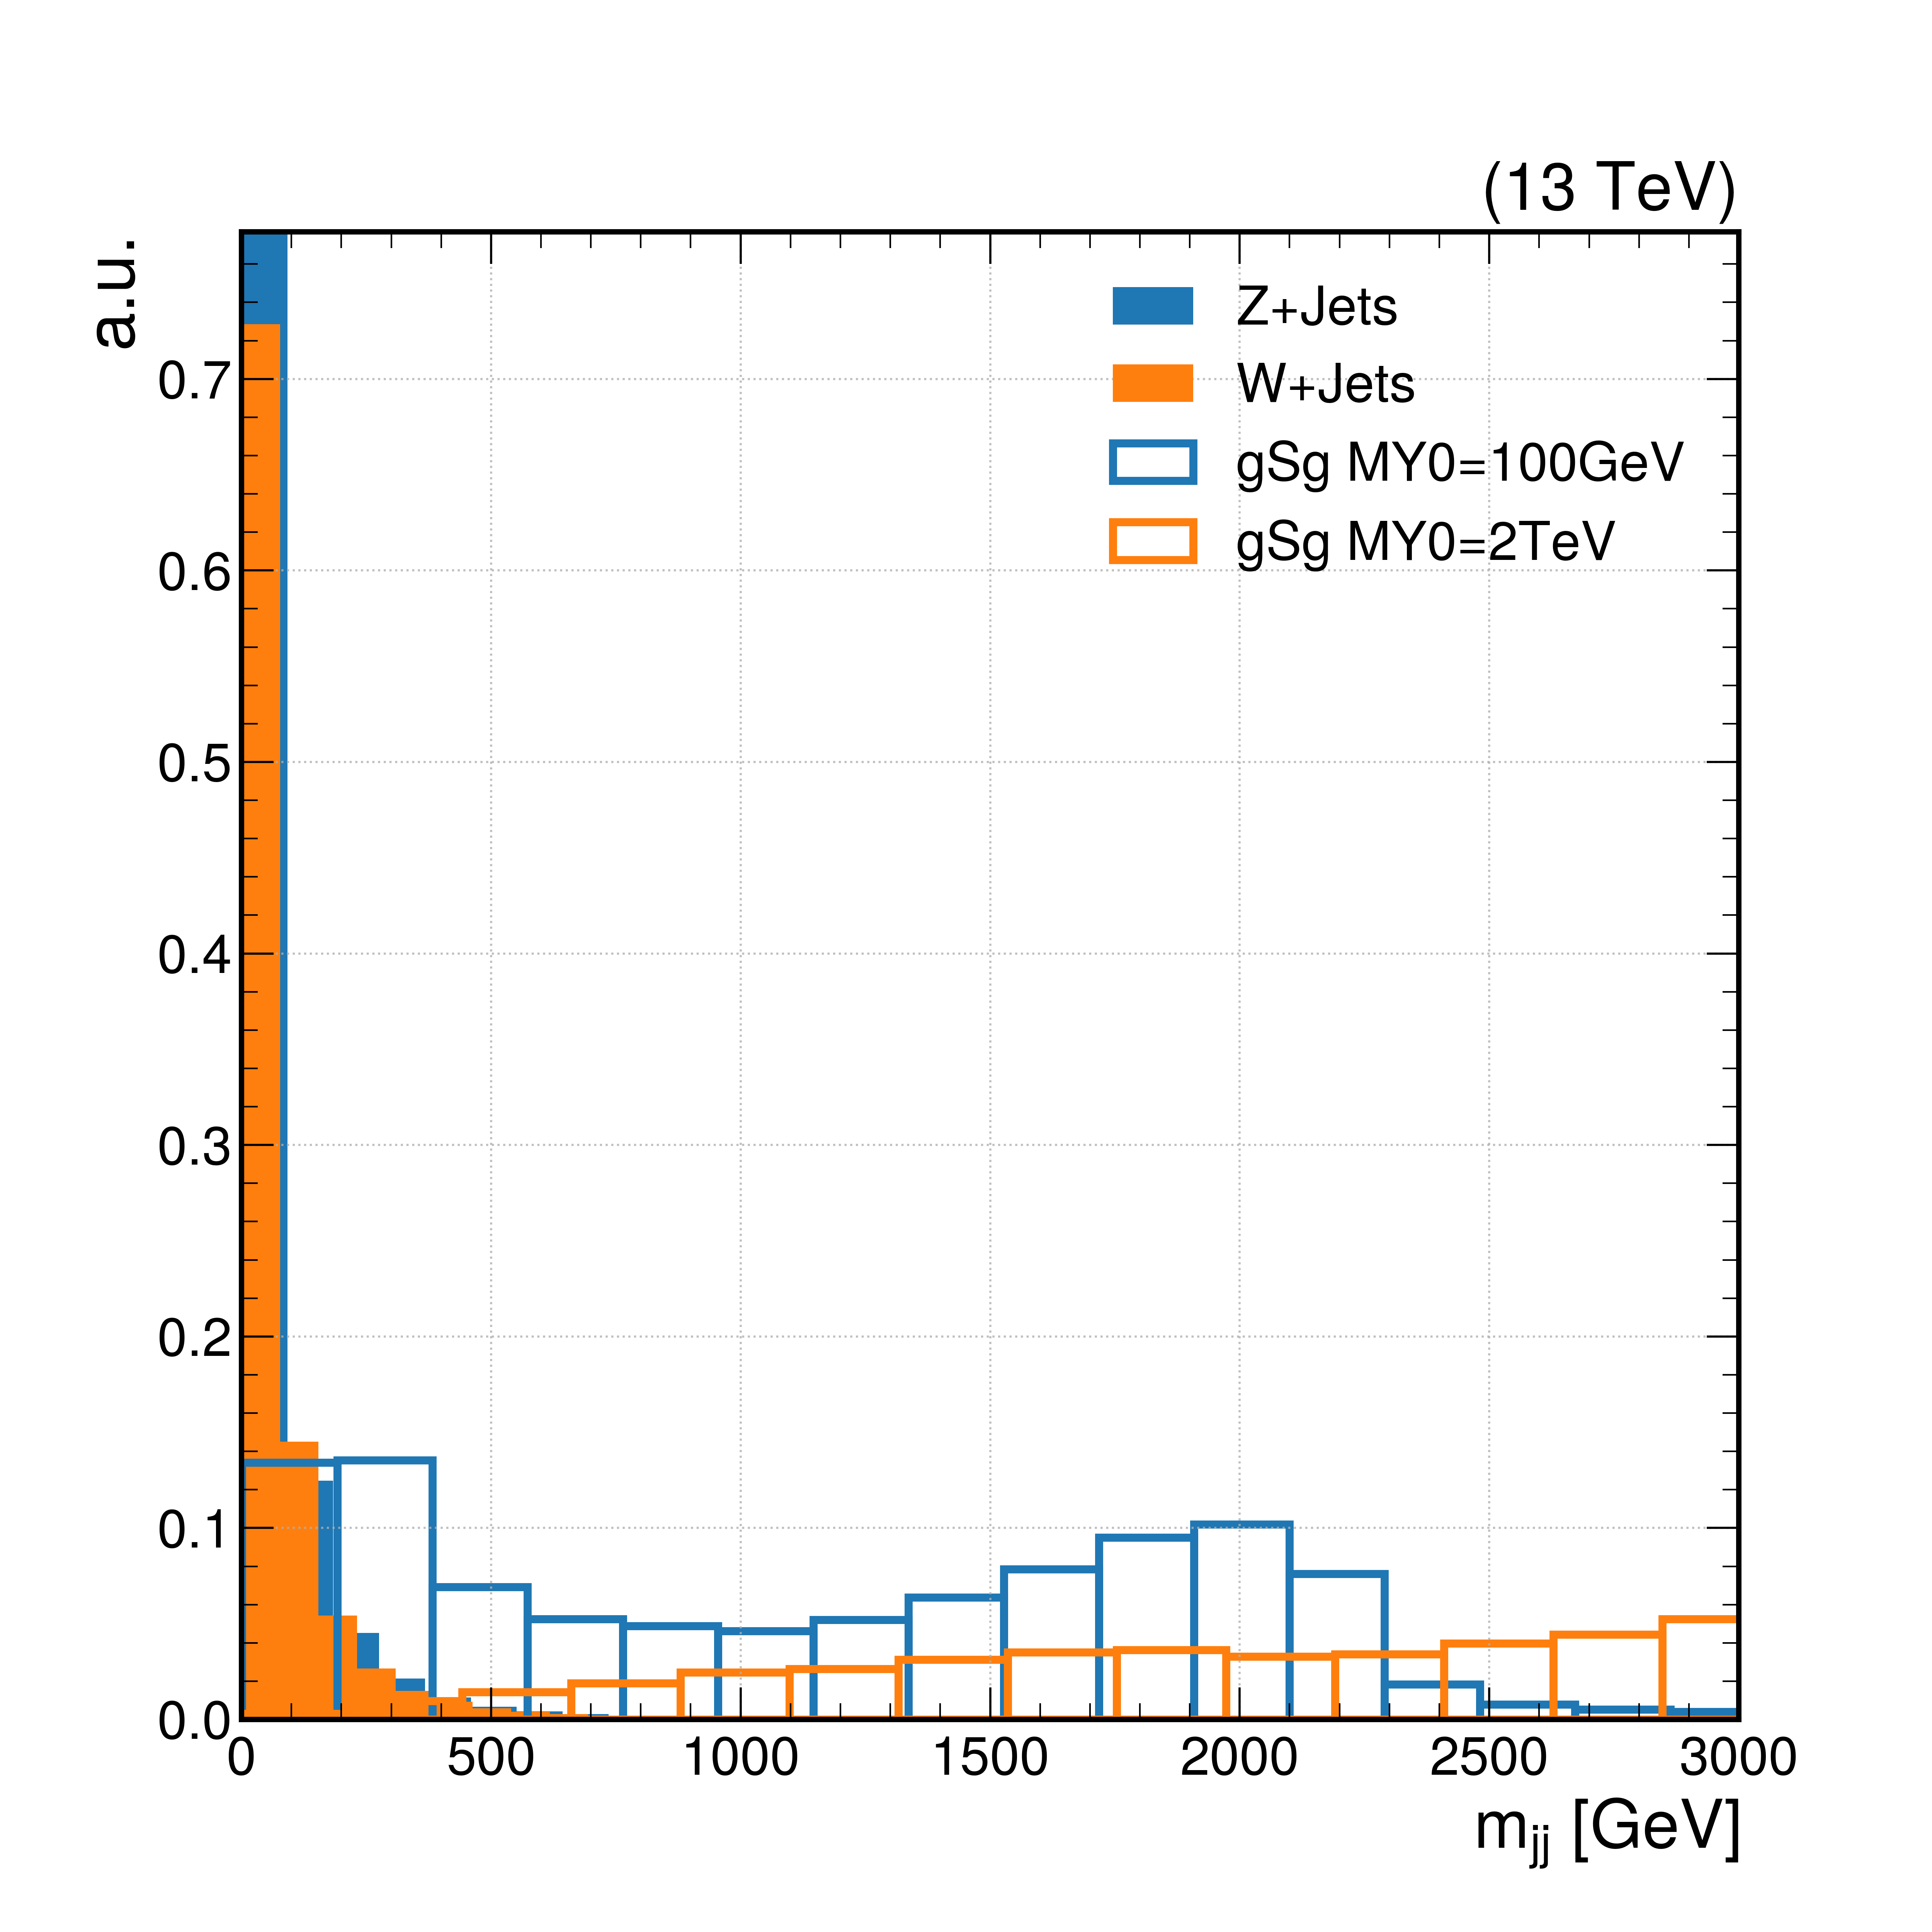 (13 TeV)
a.u.
Z+Jets
W+Jets
gSg MY0=100GeV
gSg MY0=2TeV
0.7
0.6
0.5
0.4
0.3
0.2
0.1
0.0
0 500 1000 1500 2000 2500 3000
m_jj [GeV]